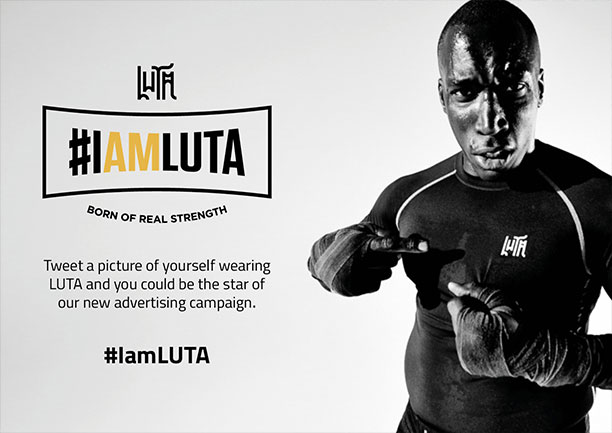 LUTA
#IAMLUTA
BORN OF REAL STRENGTH
Tweet a picture of yourself wearing
LUTA and you could be the star of
our new advertising campaign.
#IamLUTA
LUTA